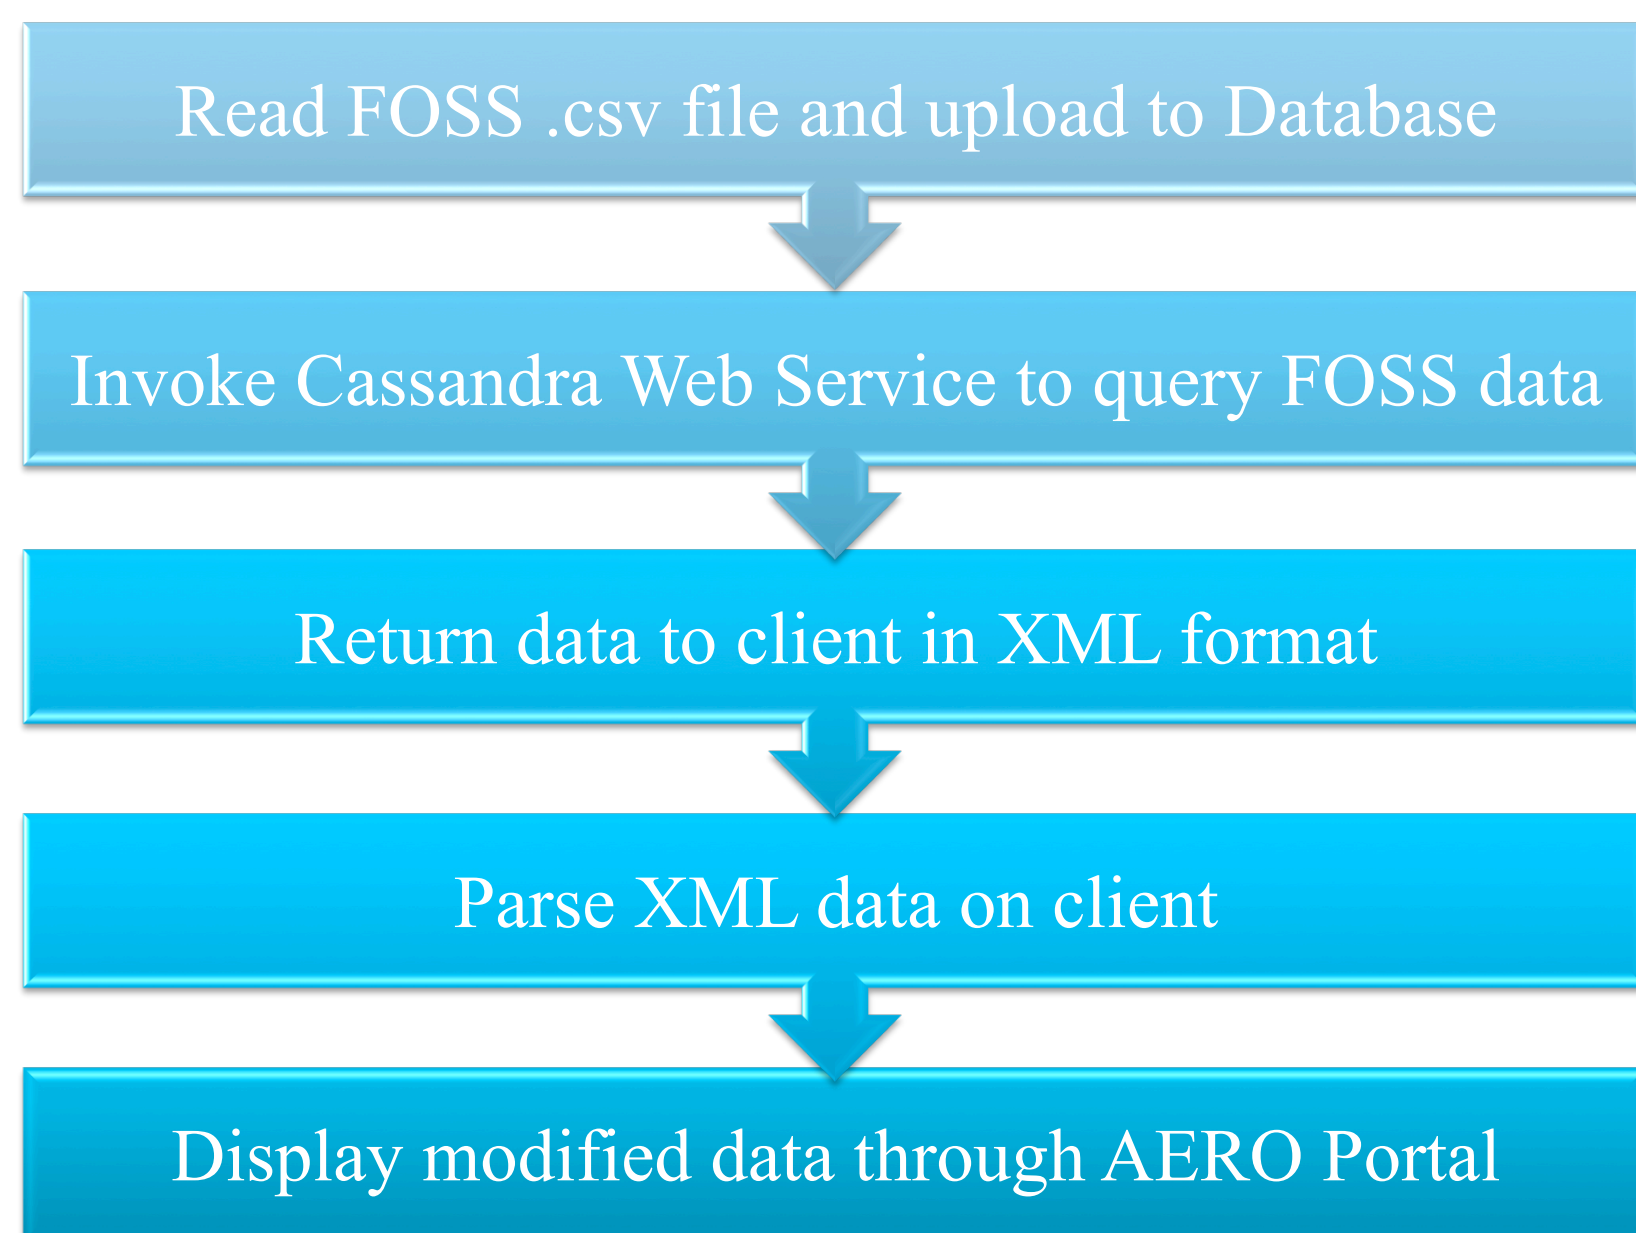 Read FOSS .csv file and upload to Database
Invoke Cassandra Web Service to query FOSS data
Return data to client in XML format
Parse XML data on client
Display modified data through AERO Portal